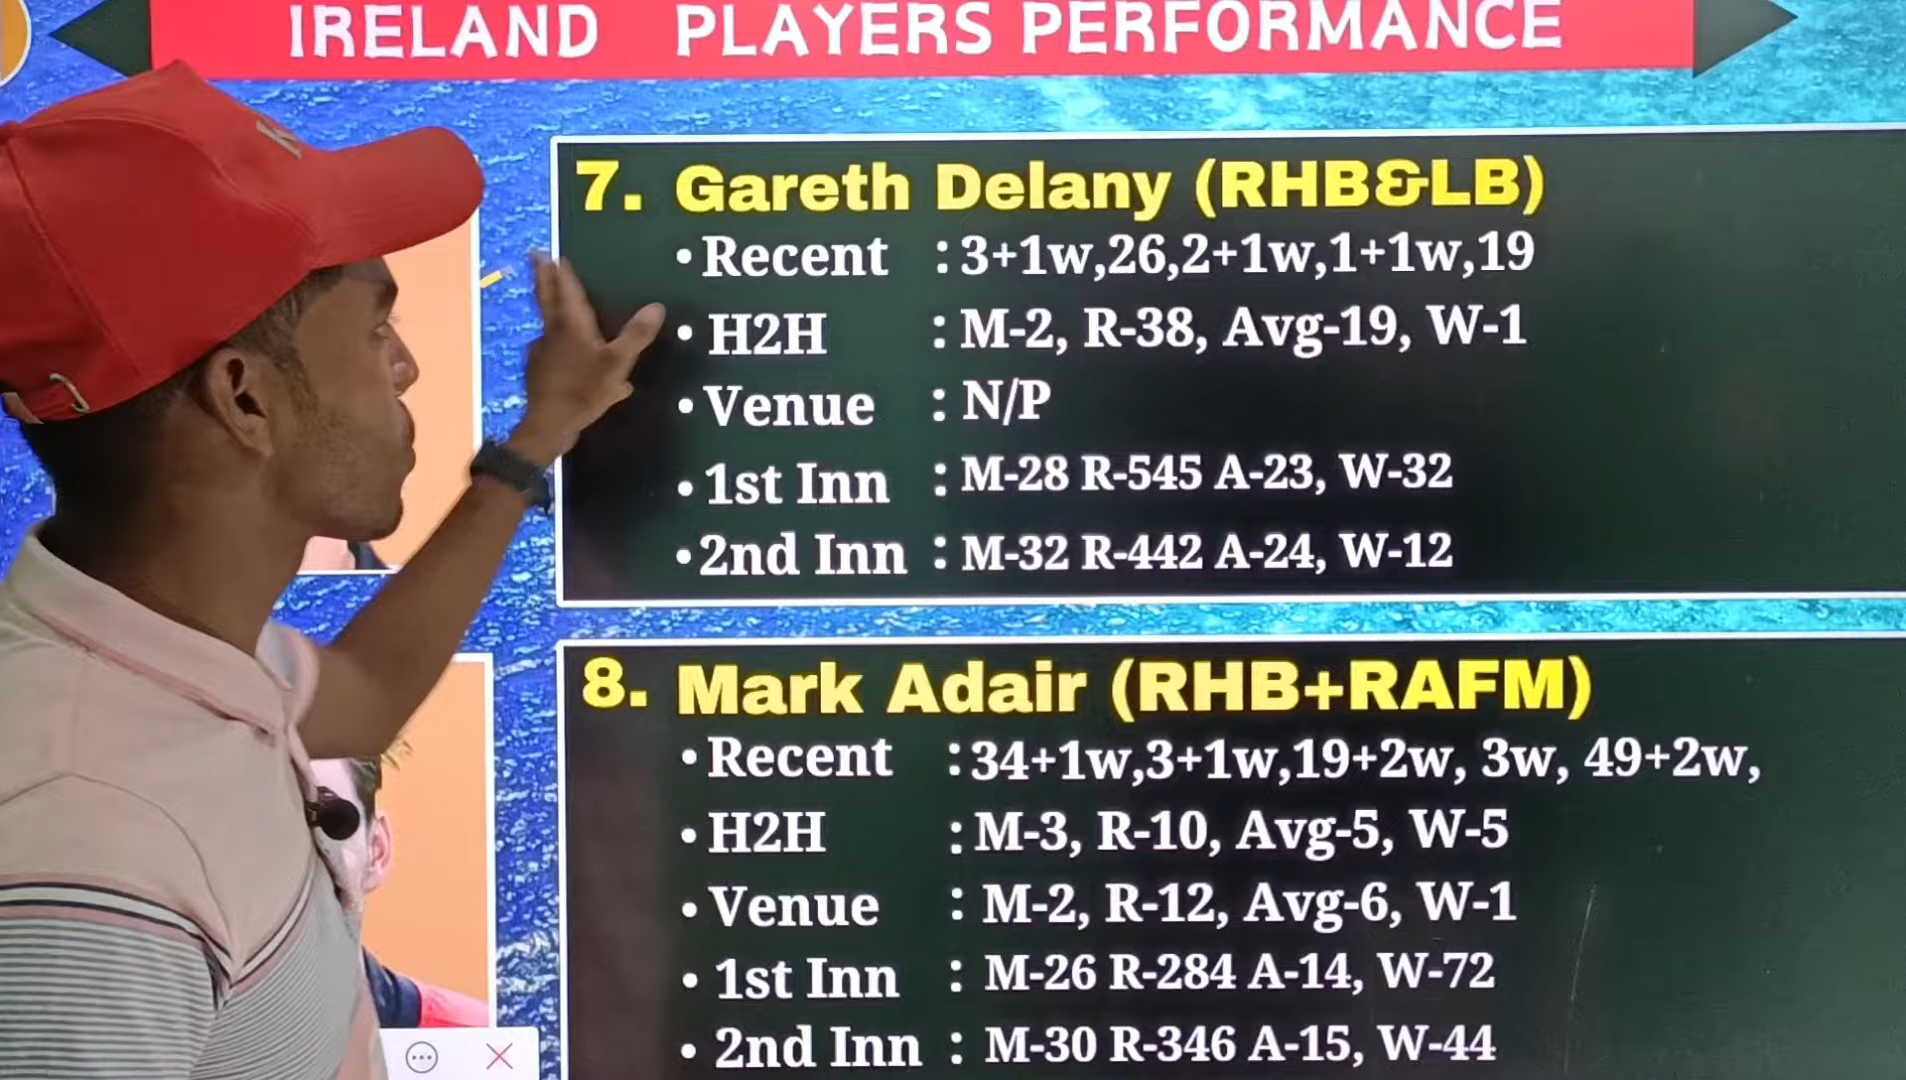 IRELAND PLAYERS PERFORMANCE
7. Gareth Delany (RHB&LB)
• Recent : 3+1w,26,2+1w,1+1w,19
• H2H : M-2, R-38, Avg-19, W-1
• Venue : N/P
• 1st Inn : M-28 R-545 A-23, W-32
• 2nd Inn : M-32 R-442 A-24, W-12
8. Mark Adair (RHB+RAFM)
• Recent : 34+1w,3+1w,19+2w, 3w, 49+2w,
• H2H : M-3, R-10, Avg-5, W-5
• Venue : M-2, R-12, Avg-6, W-1
• 1st Inn : M-26 R-284 A-14, W-72
• 2nd Inn : M-30 R-346 A-15, W-44